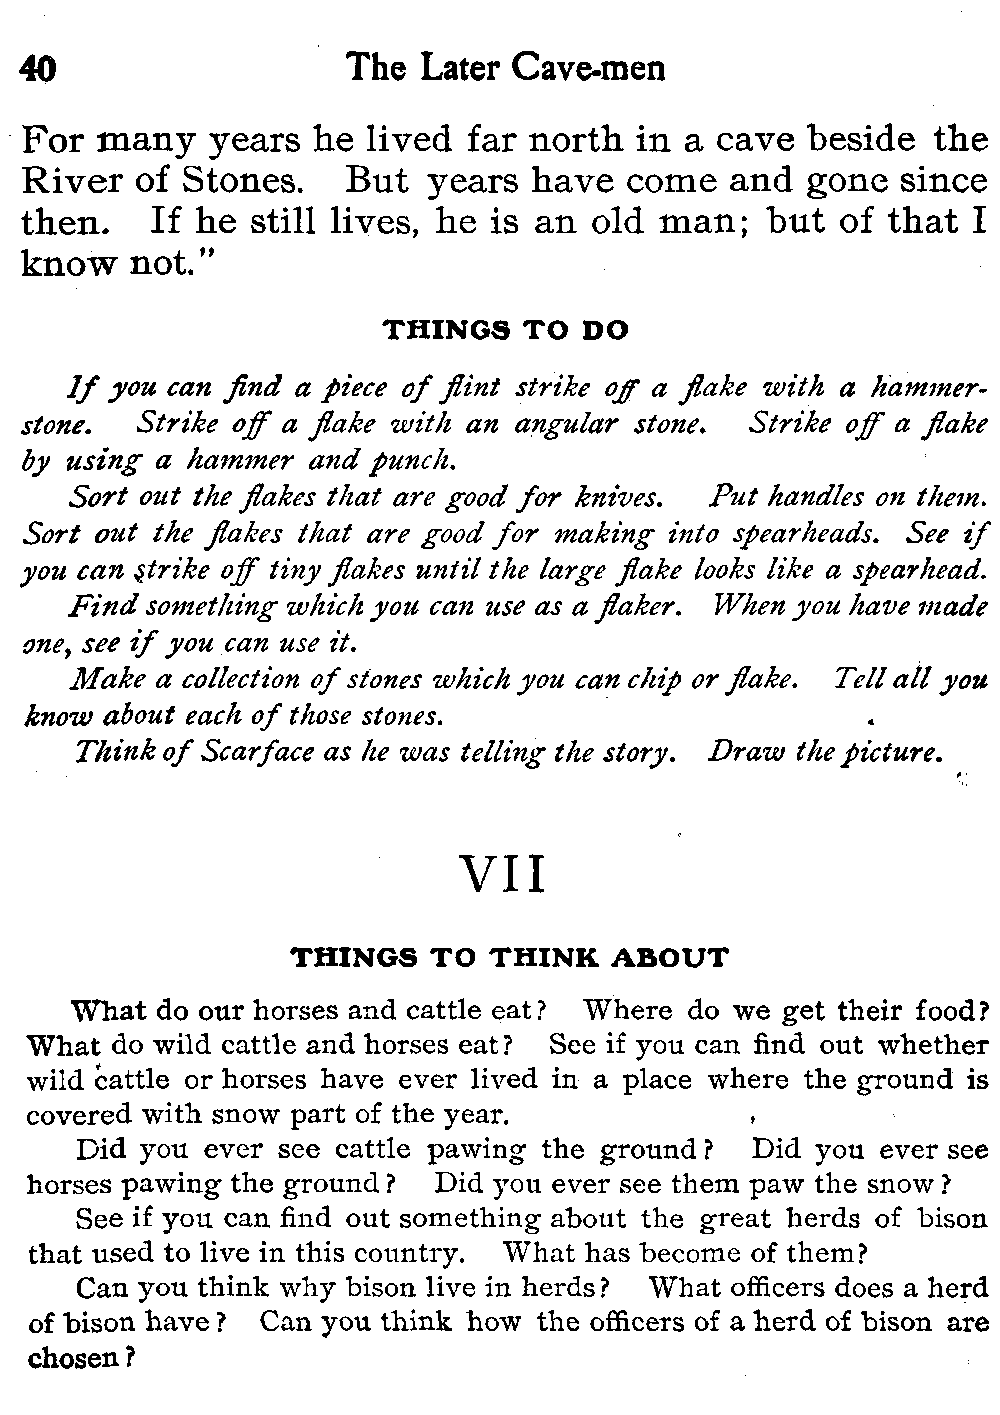 40 The Later Cave-men
For many years he lived far north in a cave beside the
River of Stones. But years have come and gone since
then. If he still lives, he is an old man; but of that I
know not."
THINGS TO DO
If you can find a piece of flint strike off a flake with a hammer-
stone. Strike off a flake with an angular stone. Strike off a flake
by using a hammer and punch.
Sort out the flakes that are good for knives. Put handles on them.
Sort out the flakes that are good for making into spearheads. See if
you can strike off tiny flakes until the large flake looks like a spearhead.
Find something which you can use as a flaker. When you have made
one, see if you can use it.
Make a collection of stones which you can chip or flake. Tell all you
know about each of those stones.
Think of Scarface as he was telling the story. Draw the picture.
VII
THINGS TO THINK ABOUT
What do our horses and cattle eat? Where do we get their food?
What do wild cattle and horses eat? See if you can find out whether
wild cattle or horses have ever lived in a place where the ground is
covered with snow part of the year.
Did you ever see cattle pawing the ground? Did you ever see
horses pawing the ground? Did you ever see them paw the snow?
See if you can find out something about the great herds of bison
that used to live in this country. What has become of them?
Can you think why bison live in herds? What officers does a herd
of bison have? Can you think how the officers of a herd of bison are
chosen?